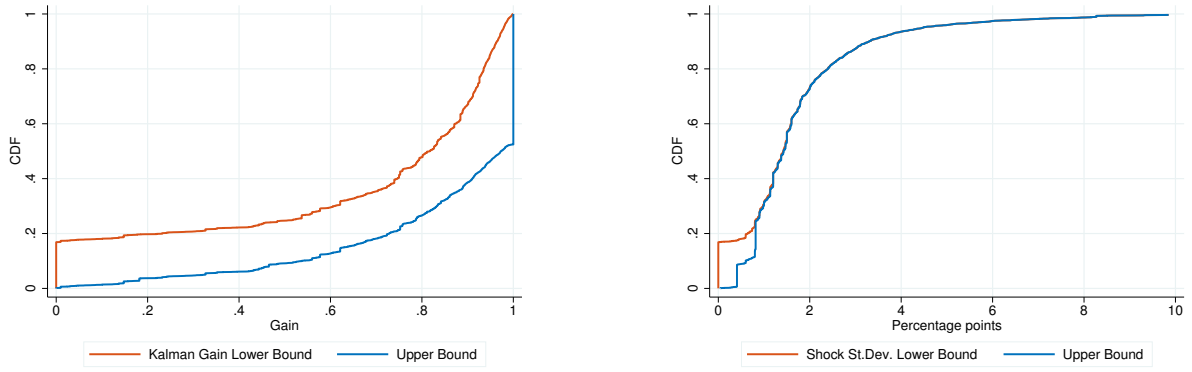 CDF
0 .2 .4 .6 .8 1
0 .2 .4 .6 .8 1
Gain
Kalman Gain Lower Bound Upper Bound
CDF
0 .2 .4 .6 .8 1
0 2 4 6 8 10
Percentage points
Shock St.Dev. Lower Bound Upper Bound